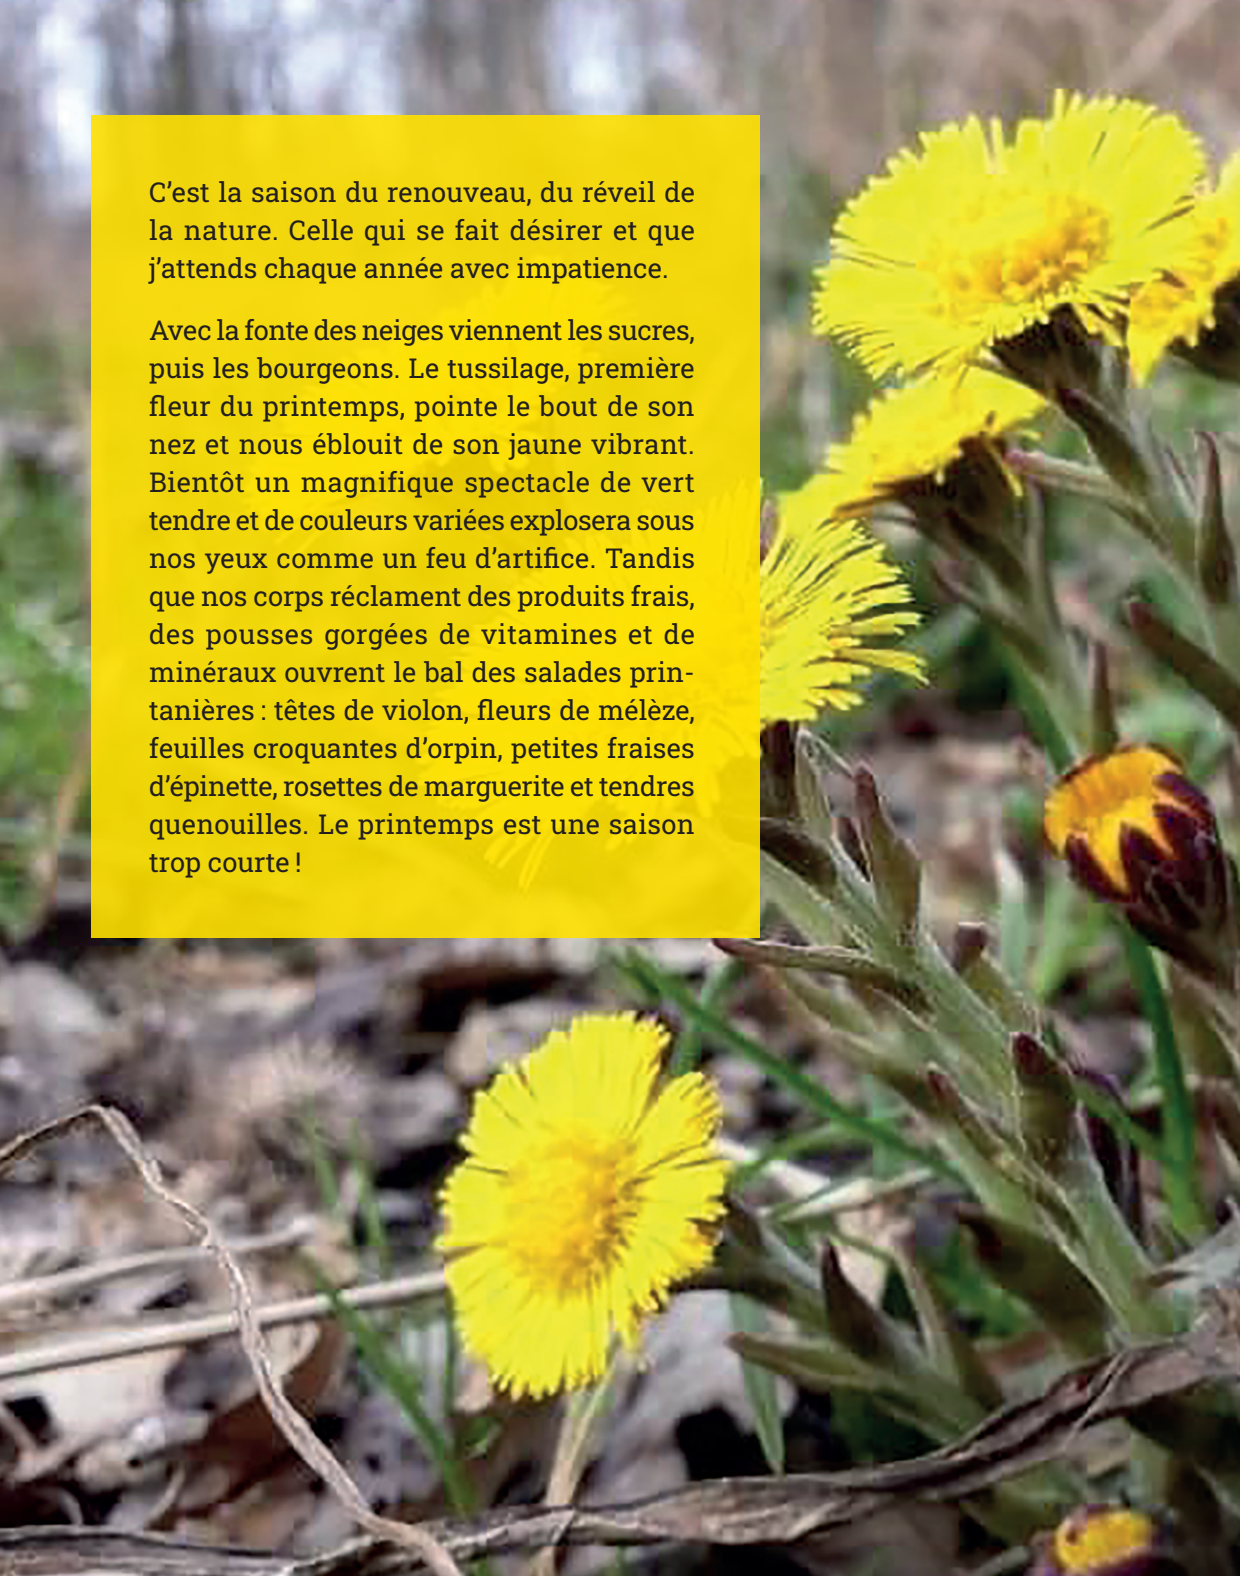 C’est la saison du renouveau, du réveil de
la nature. Celle qui se fait désirer et que
j’attends chaque année avec impatience.
Avec la fonte des neiges viennent les sucres,
puis les bourgeons. Le tussilage, première
fleur du printemps, pointe le bout de son
nez et nous éblouit de son jaune vibrant.
Bientôt un magnifique spectacle de vert
tendre et de couleurs variées explosera sous
nos yeux comme un feu d’artifice. Tandis
que nos corps réclament des produits frais,
des pousses gorgées de vitamines et de
minéraux ouvrent le bal des salades prin-
tanières : têtes de violon, fleurs de mélèze,
feuilles croquantes d’orpin, petites fraises
d’épinette, rosettes de marguerite et tendres
quenouilles. Le printemps est une saison
trop courte !